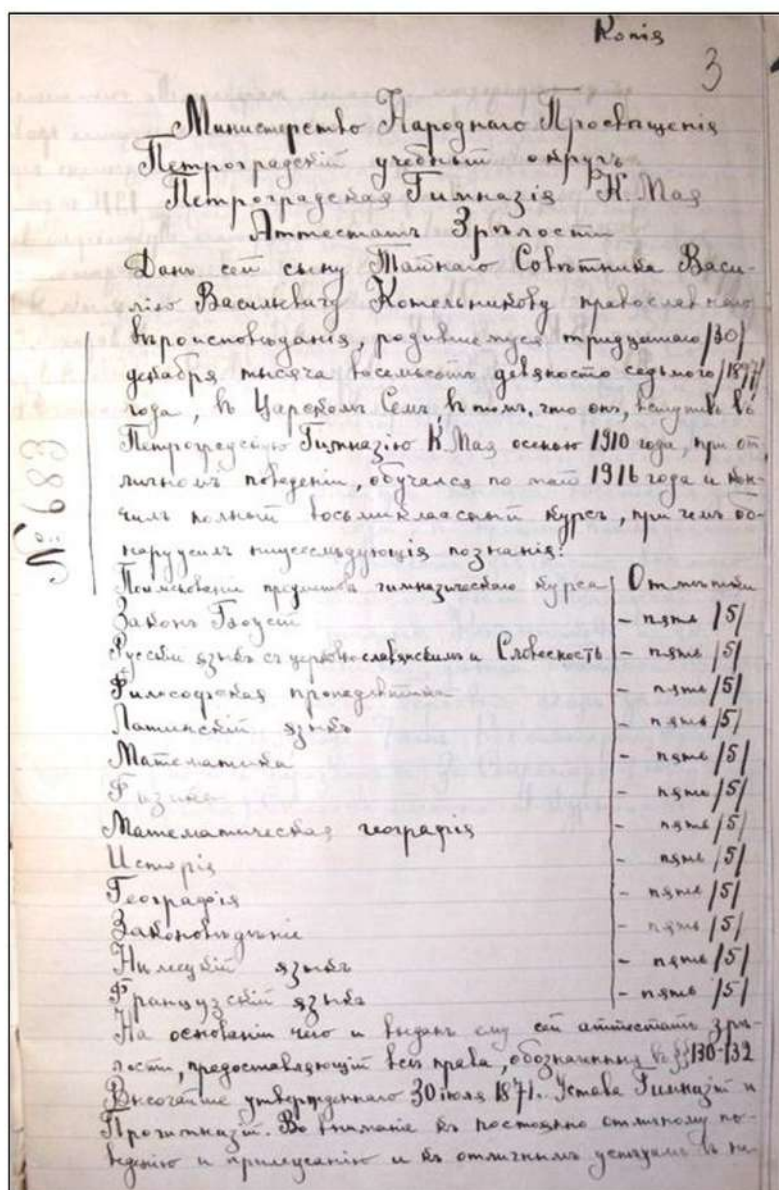 Копія
3
Министерство Народнаго Просвѣщенія
Петроградскій учебный округъ
Петроградская Гимназія К. Мая
Аттестатъ Зрѣлости
Данъ сей сыну Тайнаго Совѣтника Васи-
лію Васильевичу Котельникову православнаго
вѣроисповѣданія, родившемуся тридцатаго /30/
декабря тысяча восемьсотъ девяносто седьмого /1897/
года, въ Царскомъ Селѣ, въ томъ, что онъ, вступивъ въ
Петроградскую Гимназію К. Мая осенью 1910 года, при от-
личномъ поведеніи, обучался по май 1916 года и кон-
чилъ полный восьмиклассный курсъ, при чемъ об-
наружилъ нижеслѣдующія познанія:
№ 683
Поименованіе предметовъ гимназическаго курса Отмѣтки
Законъ Божій - пять /5/
Русскій языкъ съ церковнославянскимъ и Словесность - пять /5/
Философская пропедевтика - пять /5/
Латинскій языкъ - пять /5/
Математика - пять /5/
Физика - пять /5/
Математическая географія - пять /5/
Исторія - пять /5/
Географія - пять /5/
Законовѣдѣніе - пять /5/
Нѣмецкій языкъ - пять /5/
Французскій языкъ - пять /5/
На основаніи чего и выданъ ему сей аттестатъ зрѣ-
лости, предоставляющій всѣ права, обозначенныя въ §§ 130-132
Высочайше утвержденнаго 30 іюля 1871 г. Устава Гимназій и
Прогимназій. Во вниманіе къ постоянно отличному по-
веденію и прилежанію и къ отличнымъ успѣхамъ въ на-